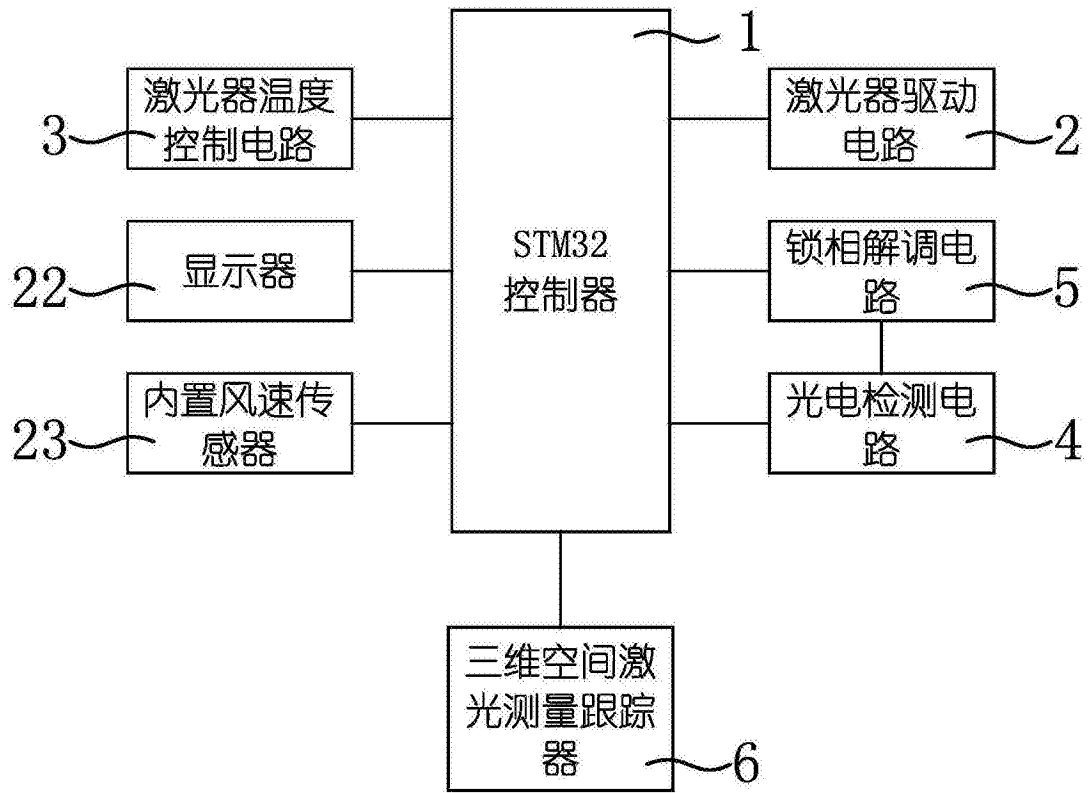 1
激光器温度
控制电路
3
激光器驱动
电路
2
STM32
控制器
显示器
22
锁相解调电
路
5
内置风速传
感器
23
光电检测电
路
4
三维空间激
光测量跟踪
器
6